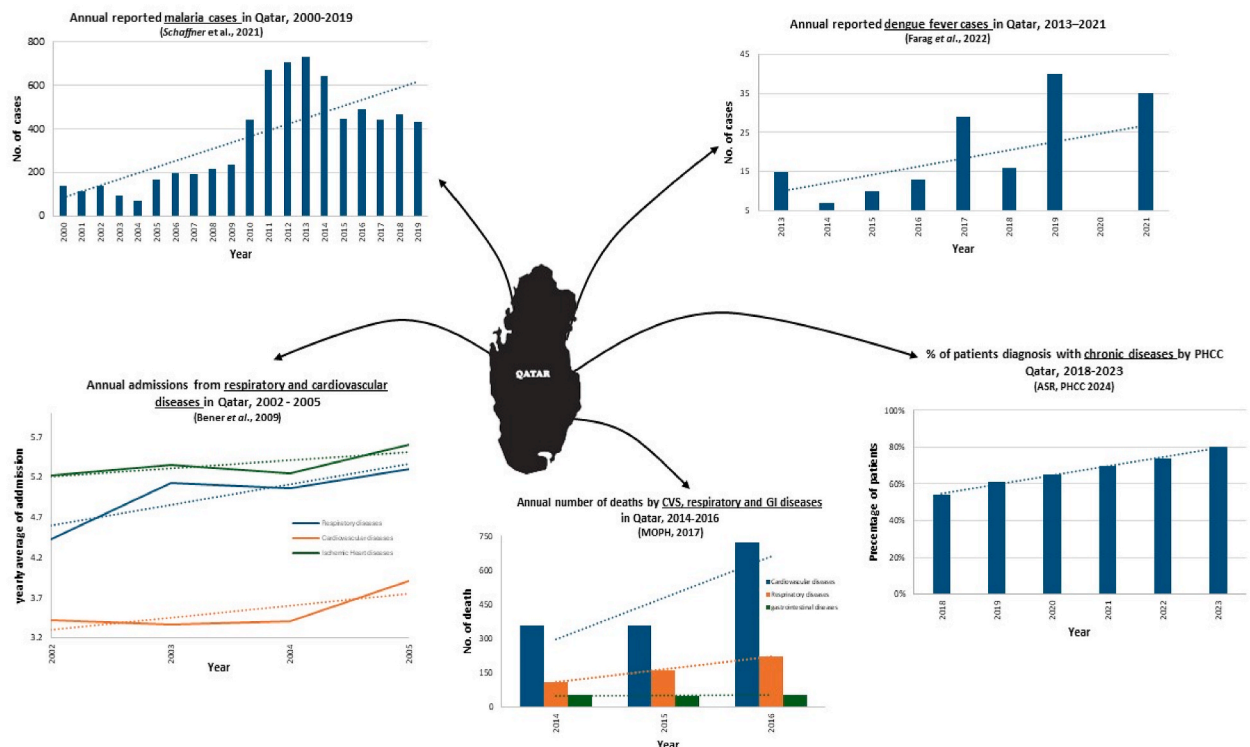 Annual reported malaria cases in Qatar, 2000-2019
(Schaffner et al., 2021)
No. of cases
800
600
400
200
0
2000
2001
2002
2003
2004
2005
2006
2007
2008
2009
2010
2011
2012
2013
2014
2015
2016
2017
2018
2019
Year
Annual reported dengue fever cases in Qatar, 2013–2021
(Farag et al., 2022)
No. of cases
45
35
25
15
5
2013
2014
2015
2016
2017
2018
2019
2020
2021
Year
QATAR
Annual admissions from respiratory and cardiovascular
diseases in Qatar, 2002 - 2005
(Bener et al., 2009)
yearly average of addmission
5.7
5.2
4.7
4.2
3.7
3.2
Respiratory diseases
Cardiovascular diseases
Ischemic Heart diseases
2002
2003
2004
2005
Year
Annual number of deaths by CVS, respiratory and GI diseases
in Qatar, 2014-2016
(MOPH, 2017)
No. of death
750
600
450
300
150
0
Cardiovascular diseases
Respiratory diseases
gastrointestinal diseases
2014
2015
2016
Year
% of patients diagnosis with chronic diseases by PHCC
Qatar, 2018-2023
(ASR, PHCC 2024)
Precentage of patients
100%
80%
60%
40%
20%
0%
2018
2019
2020
2021
2022
2023
Year